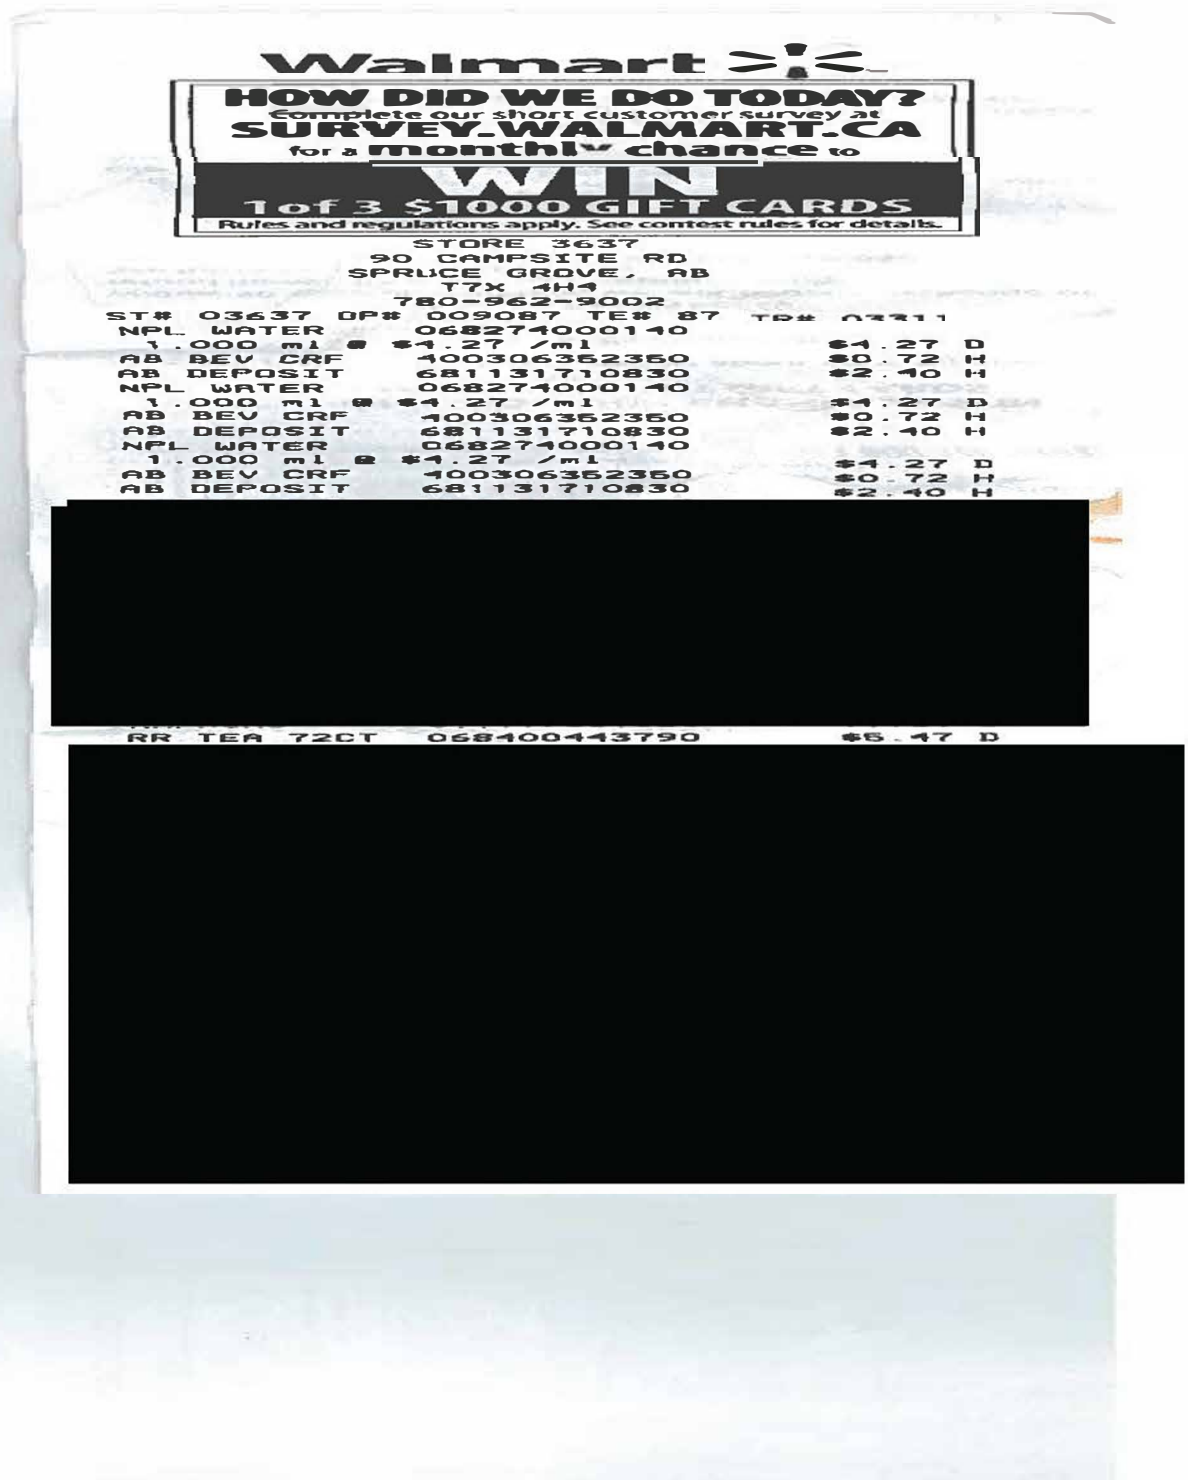 Walmart
HOW DID WE DO TODAY?
Complete our short customer survey at
SURVEY.WALMART.CA
for a monthly chance to
WIN
1 of 3 $1000 GIFT CARDS
Rules and regulations apply. See contest rules for details.
STORE 3637
90 CAMPSITE RD
SPRUCE GROVE, AB
T7X 4H4
780-962-9002
ST# 03637 OP# 009087 TE# 87 TR# 03311
NPL WATER 068274000140
1.000 ml @ $4.27 /ml $4.27 D
AB BEV CRF 400306352350 $0.72 H
AB DEPOSIT 681131710830 $2.40 H
NPL WATER 068274000140
1.000 ml @ $4.27 /ml $4.27 D
AB BEV CRF 400306352350 $0.72 H
AB DEPOSIT 681131710830 $2.40 H
NPL WATER 068274000140
1.000 ml @ $4.27 /ml $4.27 D
AB BEV CRF 400306352350 $0.72 H
AB DEPOSIT 681131710830 $2.40 H
RR TEA 72CT 068400443790